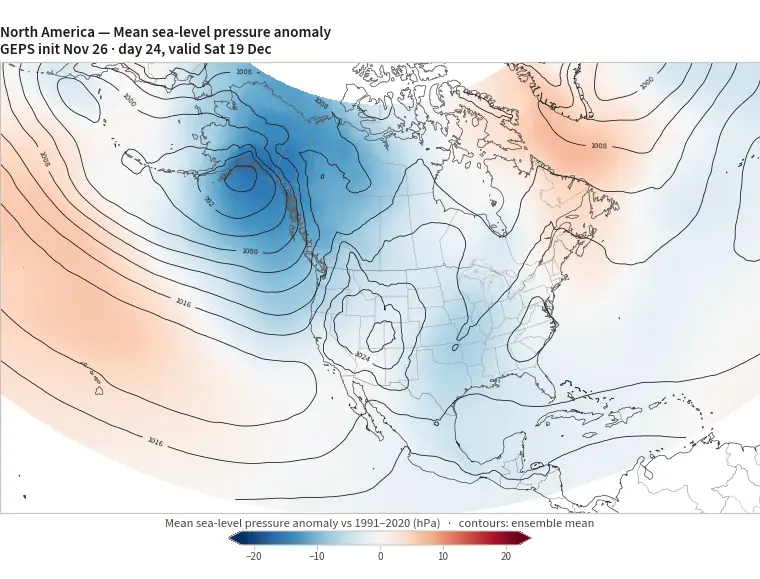 North America — Mean sea-level pressure anomaly
GEPS init Nov 26 · day 24, valid Sat 19 Dec
1008
1000
1008
1000
1008
1008
992
1000
1016
1024
1016
Mean sea-level pressure anomaly vs 1991–2020 (hPa) · contours: ensemble mean
−20 −10 0 10 20